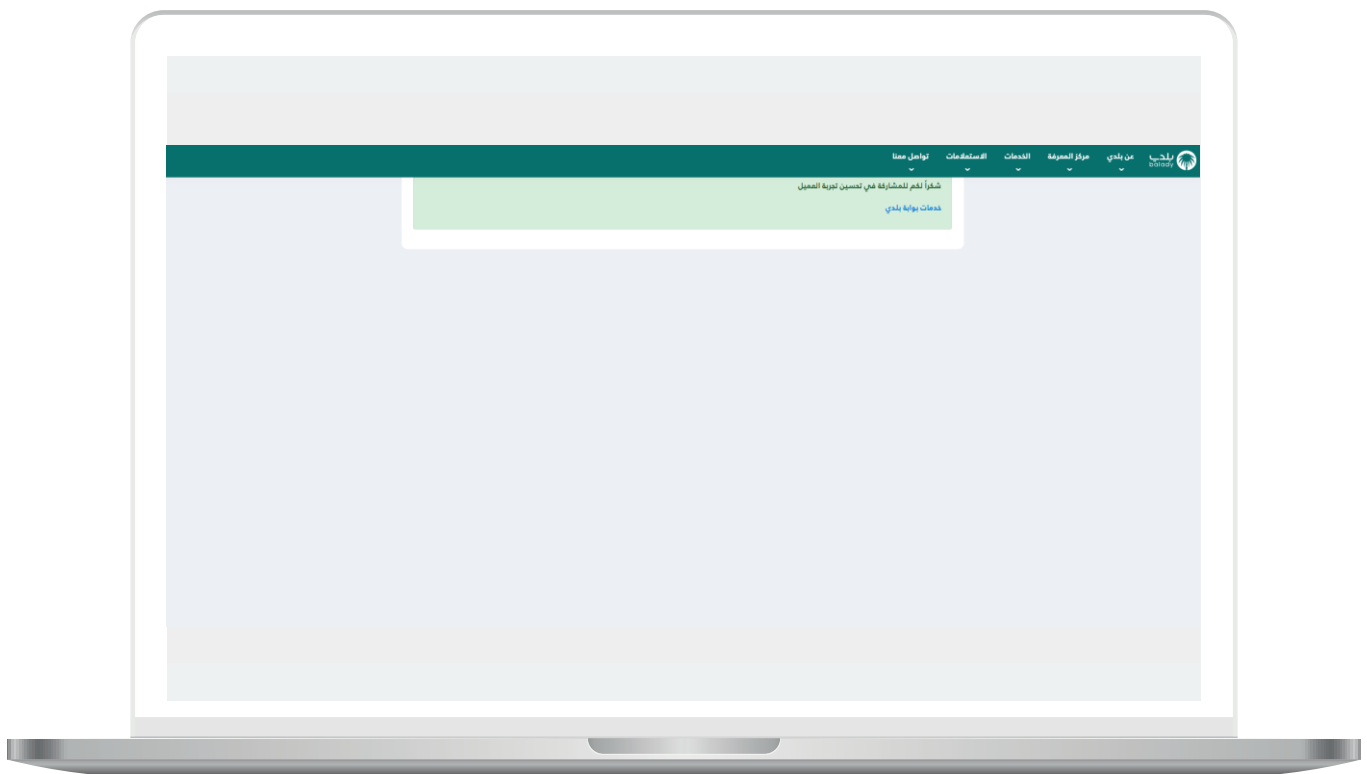 بلدي
balady
عن بلدي
مركز المعرفة
الخدمات
الاستعلامات
تواصل معنا
شكراً لكم للمشاركة في تحسين تجربة العميل
خدمات بوابة بلدي